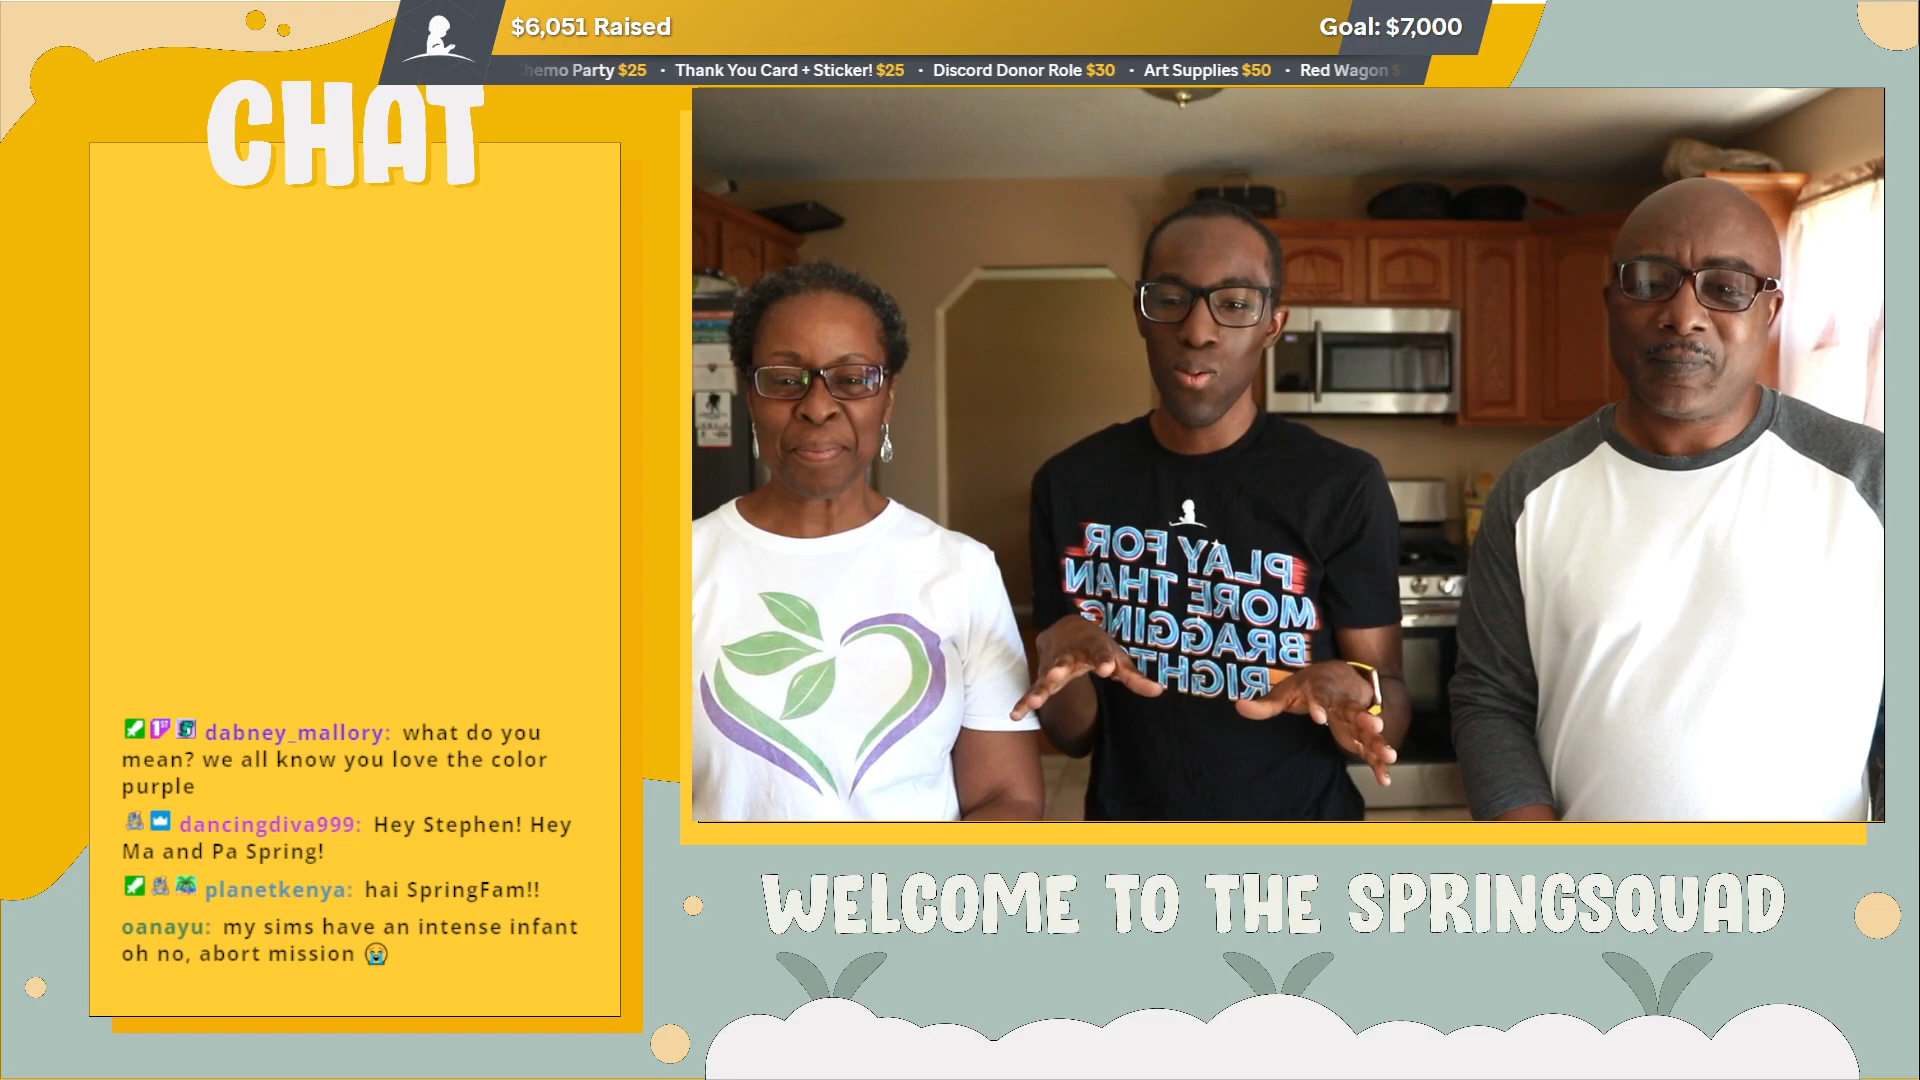 $6,051 Raised
Goal: $7,000
hemo Party $25 · Thank You Card + Sticker! $25 · Discord Donor Role $30 · Art Supplies $50 · Red Wagon $
CHAT
dabney_mallory: what do you
mean? we all know you love the color
purple
dancingdiva999: Hey Stephen! Hey
Ma and Pa Spring!
planetkenya: hai SpringFam!!
oanayu: my sims have an intense infant
oh no, abort mission 😭
PLAY FOR
MORE THAN
BRAGGING
RIGHT
WELCOME TO THE SPRINGSQUAD